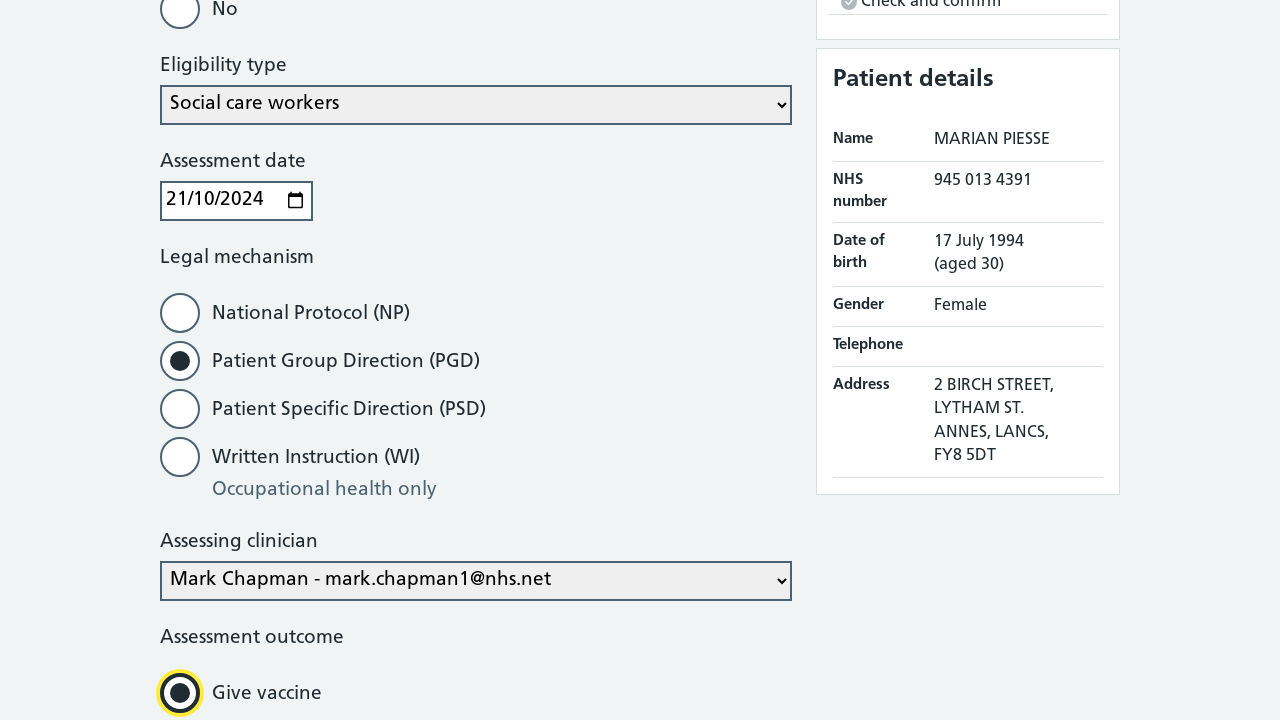 No
Eligibility type
Social care workers
Assessment date
21/10/2024
Legal mechanism
National Protocol (NP)
Patient Group Direction (PGD)
Patient Specific Direction (PSD)
Written Instruction (WI)
Occupational health only
Assessing clinician
Mark Chapman - mark.chapman1@nhs.net
Assessment outcome
Give vaccine
Check and confirm
Patient details
Name MARIAN PIESSE
NHS number 945 013 4391
Date of birth 17 July 1994 (aged 30)
Gender Female
Telephone
Address 2 BIRCH STREET,
LYTHAM ST.
ANNES, LANCS,
FY8 5DT